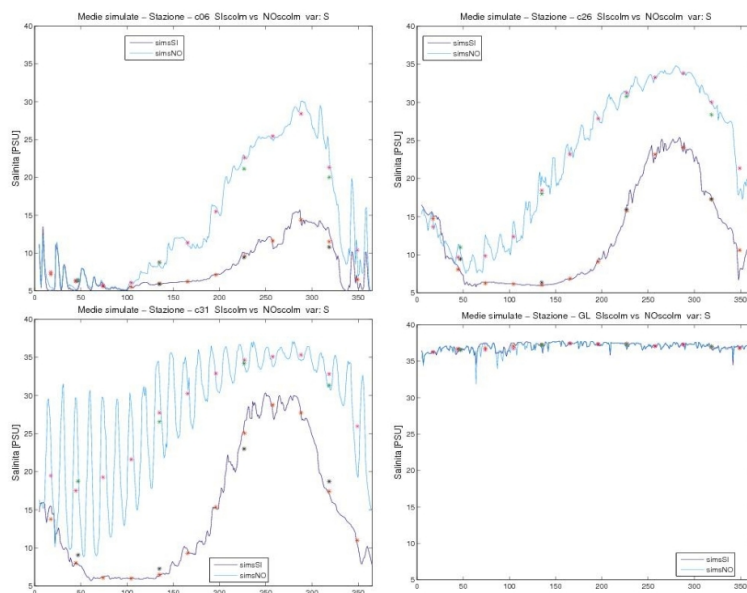 Medie simulate – Stazione – c06 SIscolm vs NOscolm var: S
simsSI
simsNO
Salinita [PSU]
40
35
30
25
20
15
10
5
0 50 100 150 200 250 300 350
Medie simulate – Stazione – c26 SIscolm vs NOscolm var: S
simsSI
simsNO
Salinita [PSU]
40
35
30
25
20
15
10
5
0 50 100 150 200 250 300 350
Medie simulate – Stazione – c31 SIscolm vs NOscolm var: S
simsSI
simsNO
Salinita [PSU]
40
35
30
25
20
15
10
5
0 50 100 150 200 250 300 350
Medie simulate – Stazione – GL SIscolm vs NOscolm var: S
simsSI
simsNO
Salinita [PSU]
40
35
30
25
20
15
10
5
0 50 100 150 200 250 300 350